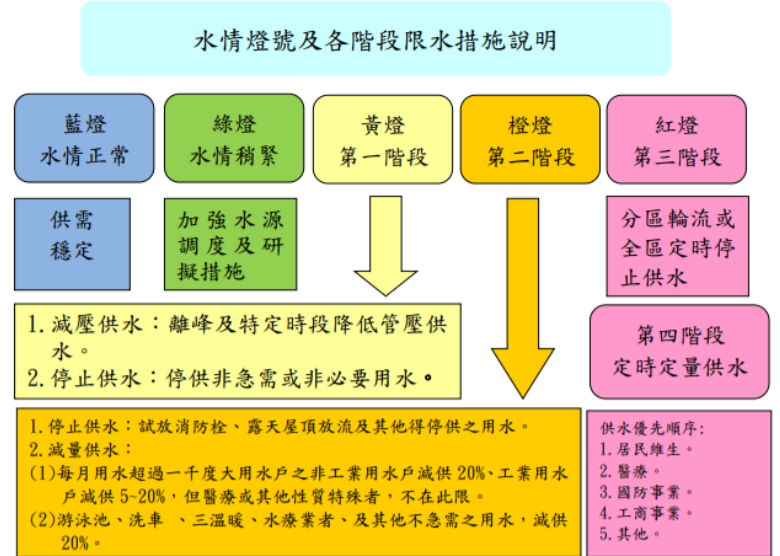 水情燈號及各階段限水措施說明
藍燈
水情正常
綠燈
水情稍緊
黃燈
第一階段
橙燈
第二階段
紅燈
第三階段
供需
穩定
加強水源
調度及研
擬措施
分區輪流或
全區定時停
止供水
1.減壓供水：離峰及特定時段降低管壓供
水。
2.停止供水：停供非急需或非必要用水。
第四階段
定時定量供水
1.停止供水：試放消防栓、露天屋頂放流及其他得停供之用水。
2.減量供水：
(1)每月用水超過一千度大用水戶之非工業用水戶減供 20%、工業用水
戶減供 5~20%，但醫療或其他性質特殊者，不在此限。
(2)游泳池、洗車 、三溫暖、水療業者、及其他不急需之用水，減供
20%。
供水優先順序:
1.居民維生。
2.醫療。
3.國防事業。
4.工商事業。
5.其他。